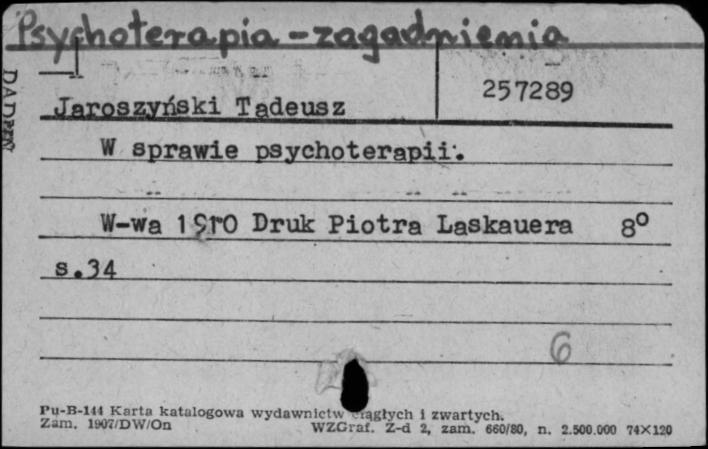 Psychoterapia - zagadnienia
257289
Jaroszyński Tadeusz
W sprawie psychoterapii.
W-wa 1910 Druk Piotra Laskauera 8°
s.34
6
Pu-B-144 Karta katalogowa wydawnictw ciągłych i zwartych.
Zam. 1907/DW/On WZGraf. Z-d 2, zam. 660/80, n. 2.500.000 74×120